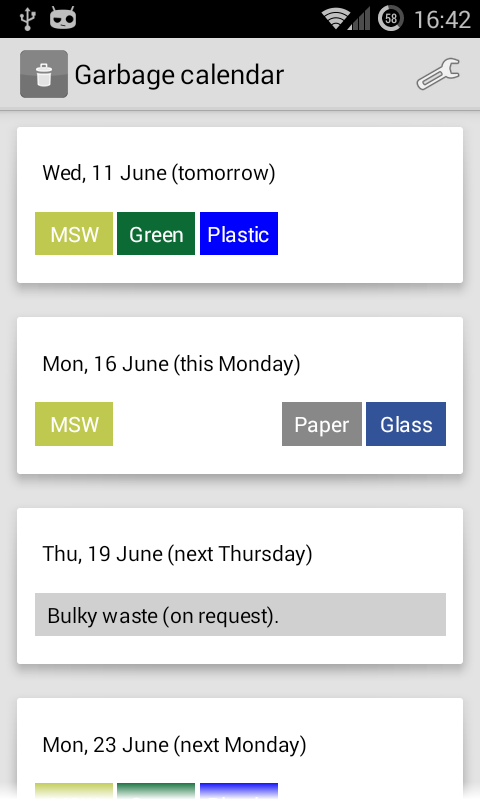 58 16:42
Garbage calendar
Wed, 11 June (tomorrow)
MSW Green Plastic
Mon, 16 June (this Monday)
MSW Paper Glass
Thu, 19 June (next Thursday)
Bulky waste (on request).
Mon, 23 June (next Monday)